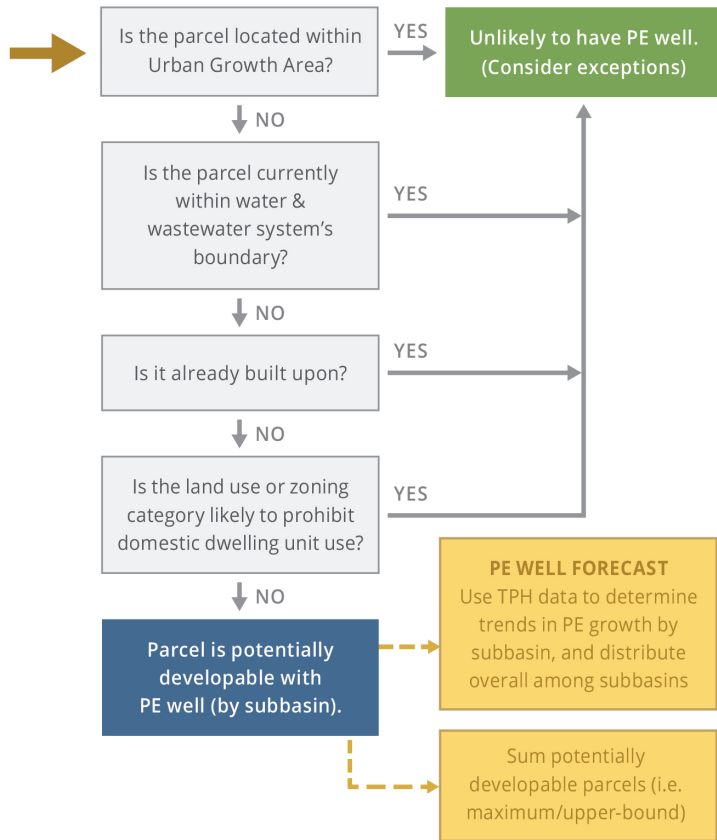 Is the parcel located within
Urban Growth Area?
YES
Unlikely to have PE well.
(Consider exceptions)
NO
Is the parcel currently
within water &
wastewater system's
boundary?
YES
NO
Is it already built upon?
YES
NO
Is the land use or zoning
category likely to prohibit
domestic dwelling unit use?
YES
NO
Parcel is potentially
developable with
PE well (by subbasin).
PE WELL FORECAST
Use TPH data to determine
trends in PE growth by
subbasin, and distribute
overall among subbasins
Sum potentially
developable parcels (i.e.
maximum/upper-bound)